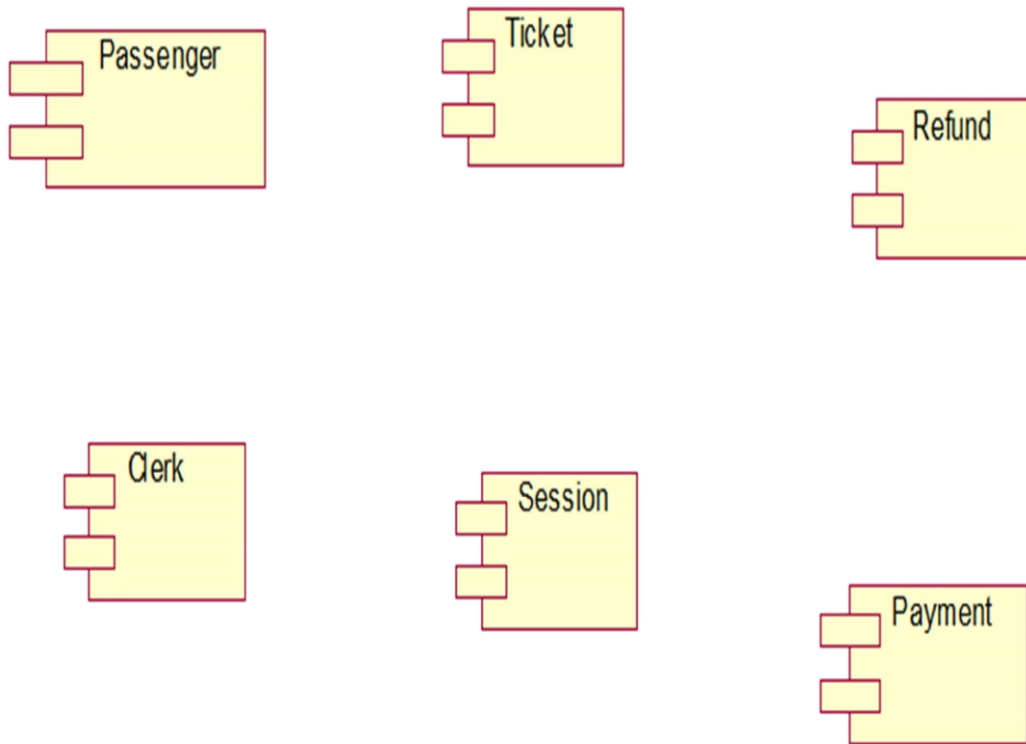 Passenger
Ticket
Refund
Clerk
Session
Payment